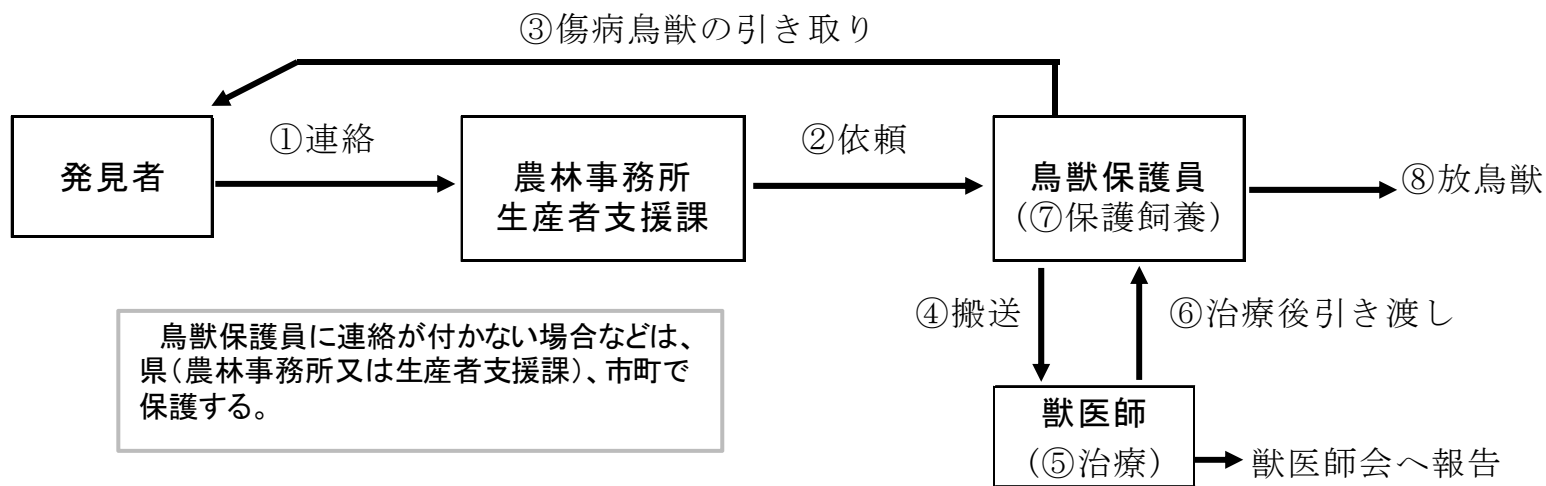 ③傷病鳥獣の引き取り
発見者
①連絡
農林事務所
生産者支援課
②依頼
鳥獣保護員
(⑦保護飼養)
⑧放鳥獣
④搬送
⑥治療後引き渡し
鳥獣保護員に連絡が付かない場合などは、
県(農林事務所又は生産者支援課)、市町で
保護する。
獣医師
(⑤治療)
獣医師会へ報告